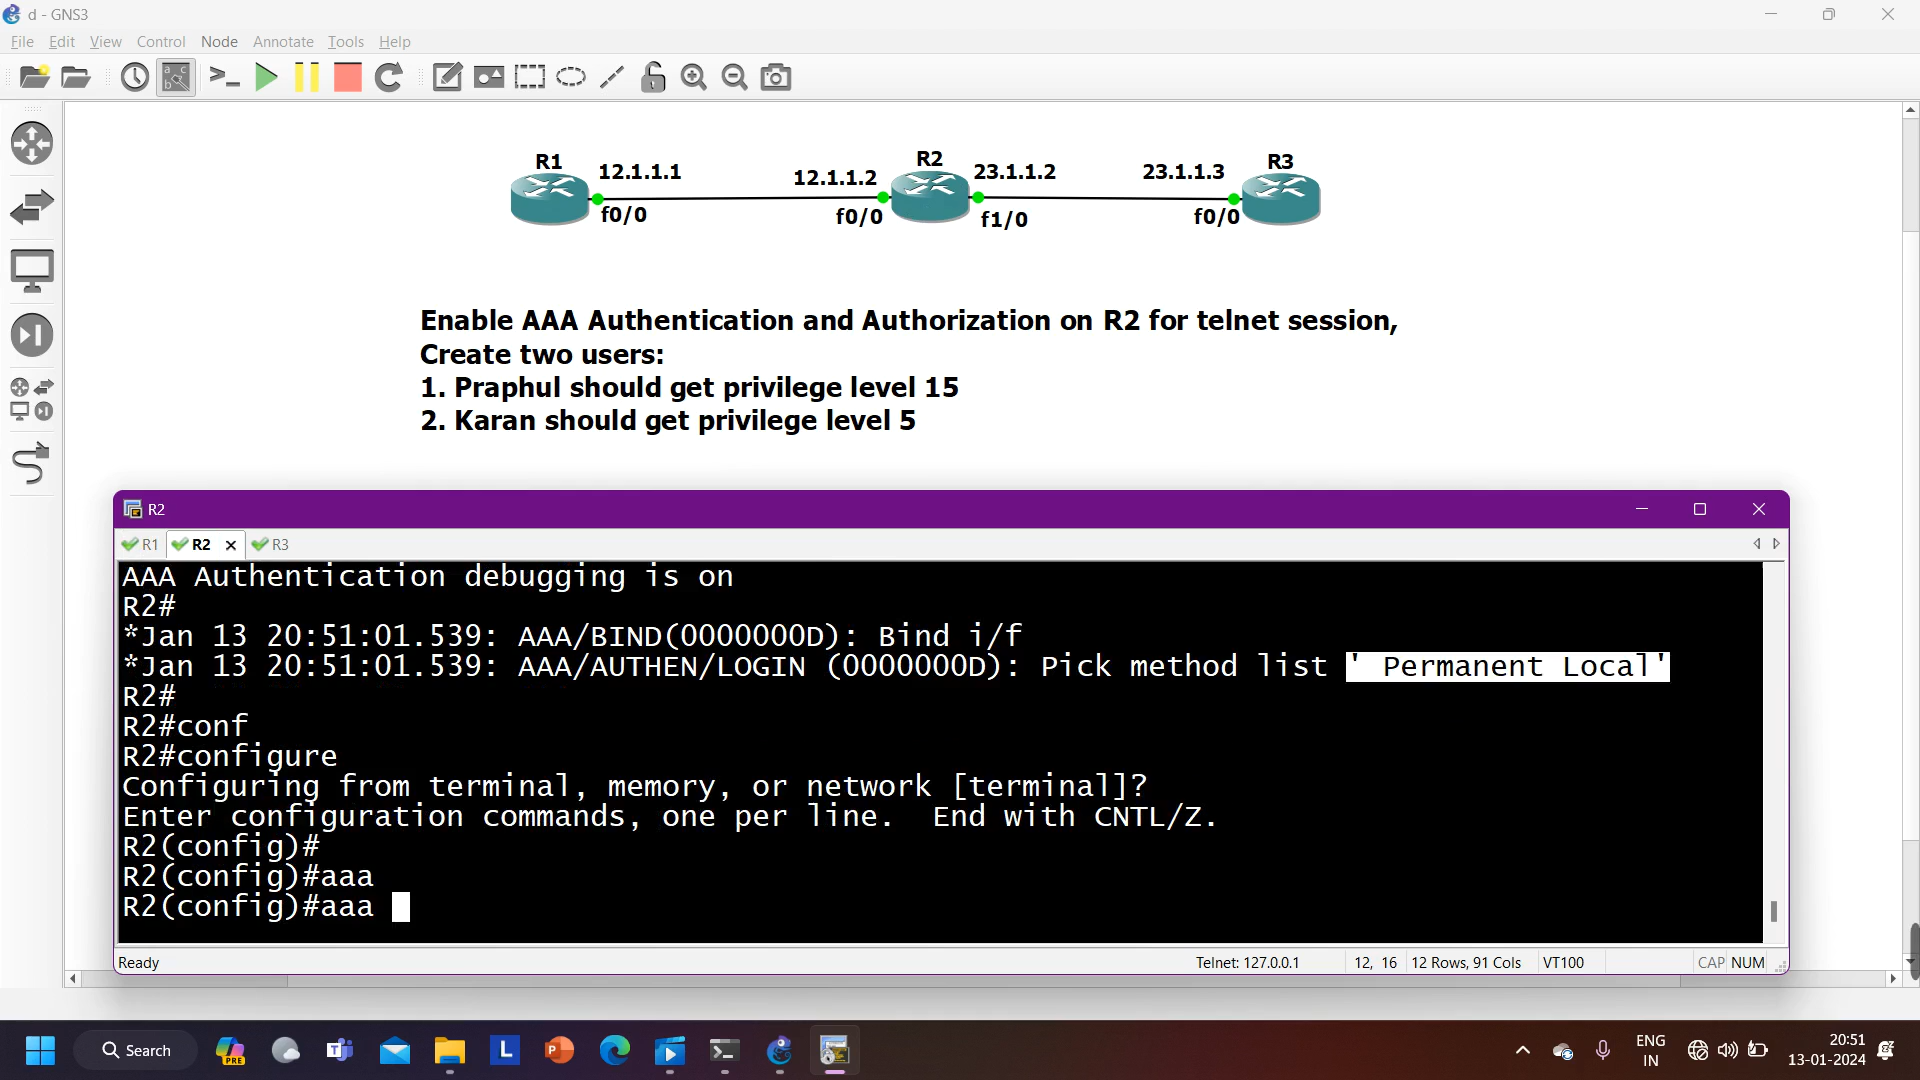 d - GNS3
File Edit View Control Node Annotate Tools Help
R1
12.1.1.1
f0/0
12.1.1.2
f0/0
R2
23.1.1.2
f1/0
23.1.1.3
f0/0
R3
Enable AAA Authentication and Authorization on R2 for telnet session,
Create two users:
1. Praphul should get privilege level 15
2. Karan should get privilege level 5
R2
R1 R2 R3
AAA Authentication debugging is on
R2#
*Jan 13 20:51:01.539: AAA/BIND(0000000D): Bind i/f
*Jan 13 20:51:01.539: AAA/AUTHEN/LOGIN (0000000D): Pick method list ' Permanent Local'
R2#
R2#conf
R2#configure
Configuring from terminal, memory, or network [terminal]?
Enter configuration commands, one per line.  End with CNTL/Z.
R2(config)#
R2(config)#aaa
R2(config)#aaa
Ready
Telnet: 127.0.0.1 12, 16 12 Rows, 91 Cols VT100 CAP NUM
Search
PRE
L
ENG
IN
20:51
13-01-2024